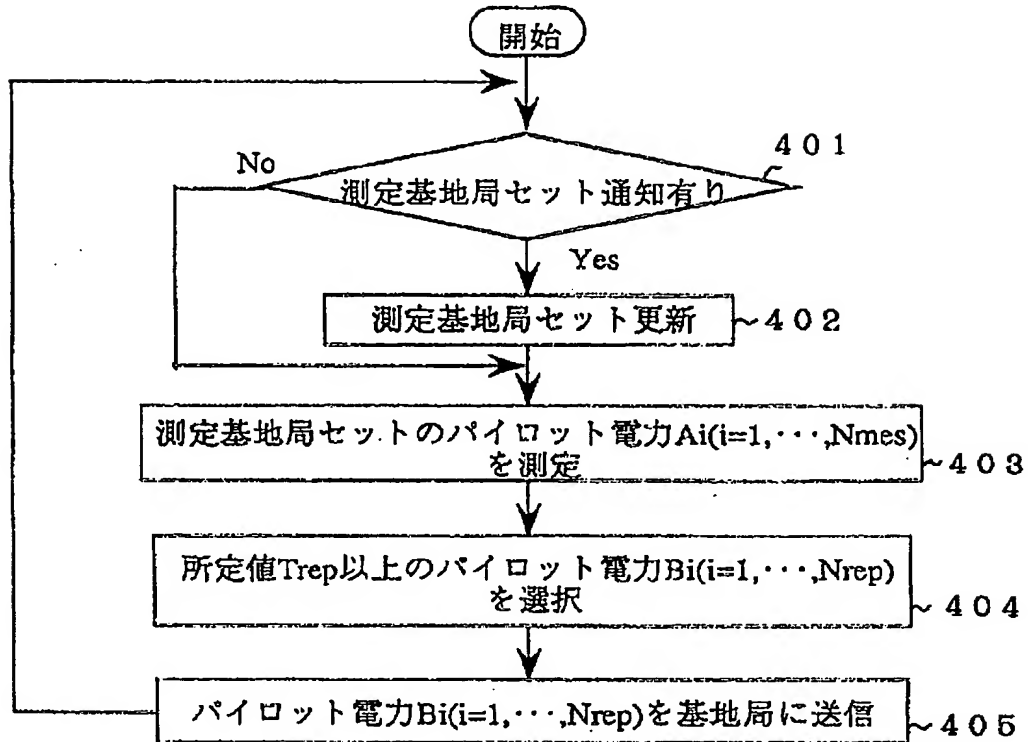 開始
401
No
測定基地局セット通知有り
Yes
測定基地局セット更新 ~402
測定基地局セットのパイロット電力Ai(i=1,・・・,Nmes)
を測定
~403
所定値Trep以上のパイロット電力Bi(i=1,・・・,Nrep)
を選択
~404
パイロット電力Bi(i=1,・・・,Nrep)を基地局に送信 ~405